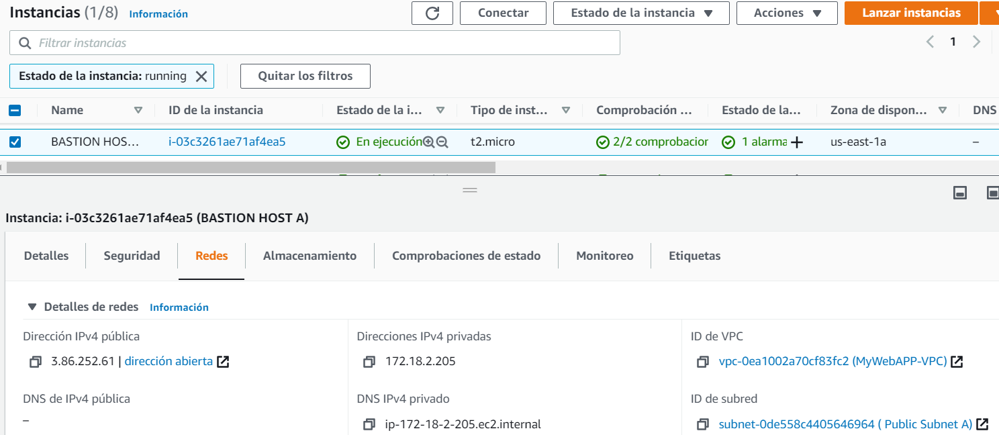 Instancias (1/8) Información
Conectar Estado de la instancia Acciones Lanzar instancias
Filtrar instancias
1
Estado de la instancia: running Quitar los filtros
Name ID de la instancia Estado de la i... Tipo de inst... Comprobación ... Estado de la... Zona de dispon... DNS
BASTION HOS... i-03c3261ae71af4ea5 En ejecución t2.micro 2/2 comprobacior 1 alarma us-east-1a –
Instancia: i-03c3261ae71af4ea5 (BASTION HOST A)
Detalles Seguridad Redes Almacenamiento Comprobaciones de estado Monitoreo Etiquetas
Detalles de redes Información
Dirección IPv4 pública Direcciones IPv4 privadas ID de VPC
3.86.252.61 | dirección abierta 172.18.2.205 vpc-0ea1002a70cf83fc2 (MyWebAPP-VPC)
DNS de IPv4 pública DNS IPv4 privado ID de subred
– ip-172-18-2-205.ec2.internal subnet-0de558c4405646964 ( Public Subnet A)